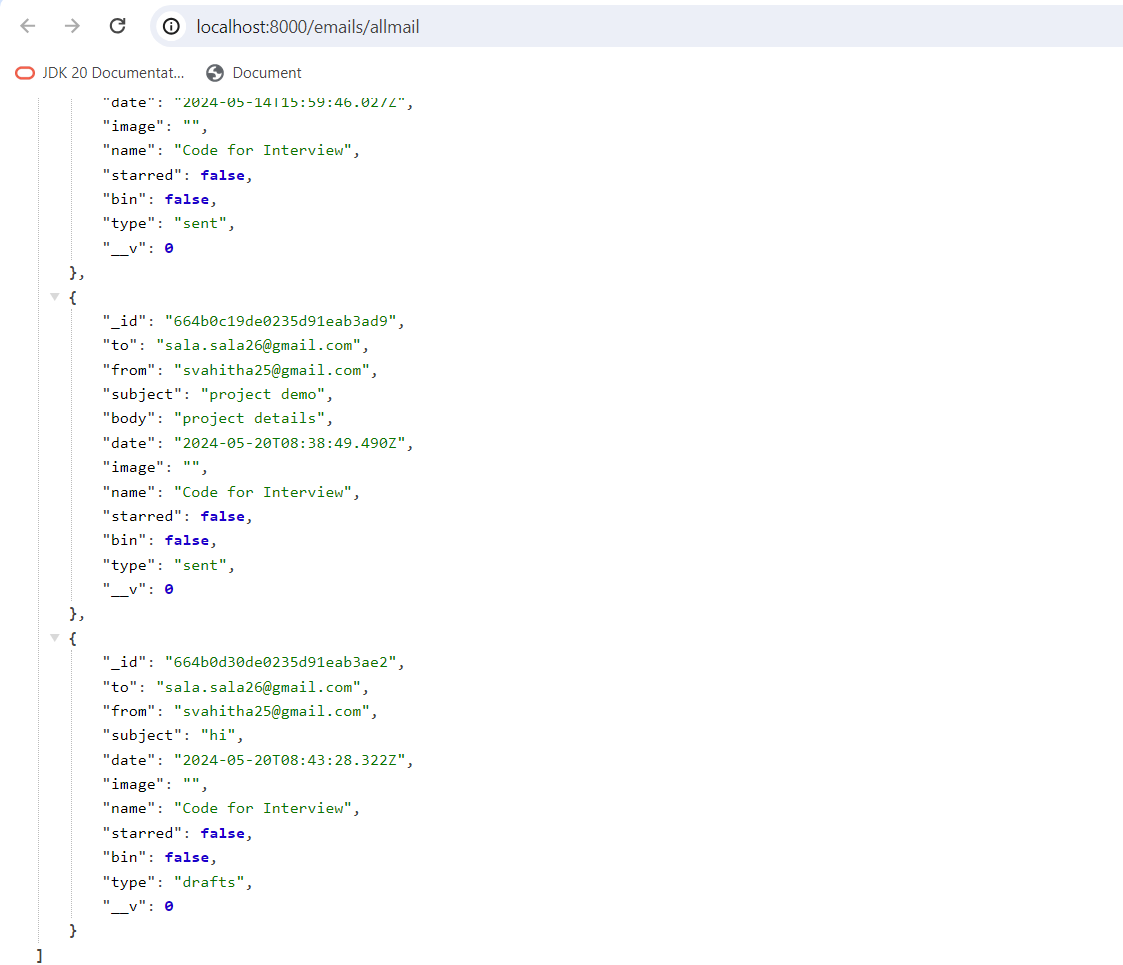 localhost:8000/emails/allmail
JDK 20 Documentat... Document
"date": "2024-05-14T15:59:46.027Z",
"image": "",
"name": "Code for Interview",
"starred": false,
"bin": false,
"type": "sent",
"__v": 0
},
{
"_id": "664b0c19de0235d91eab3ad9",
"to": "sala.sala26@gmail.com",
"from": "svahitha25@gmail.com",
"subject": "project demo",
"body": "project details",
"date": "2024-05-20T08:38:49.490Z",
"image": "",
"name": "Code for Interview",
"starred": false,
"bin": false,
"type": "sent",
"__v": 0
},
{
"_id": "664b0d30de0235d91eab3ae2",
"to": "sala.sala26@gmail.com",
"from": "svahitha25@gmail.com",
"subject": "hi",
"date": "2024-05-20T08:43:28.322Z",
"image": "",
"name": "Code for Interview",
"starred": false,
"bin": false,
"type": "drafts",
"__v": 0
}
]